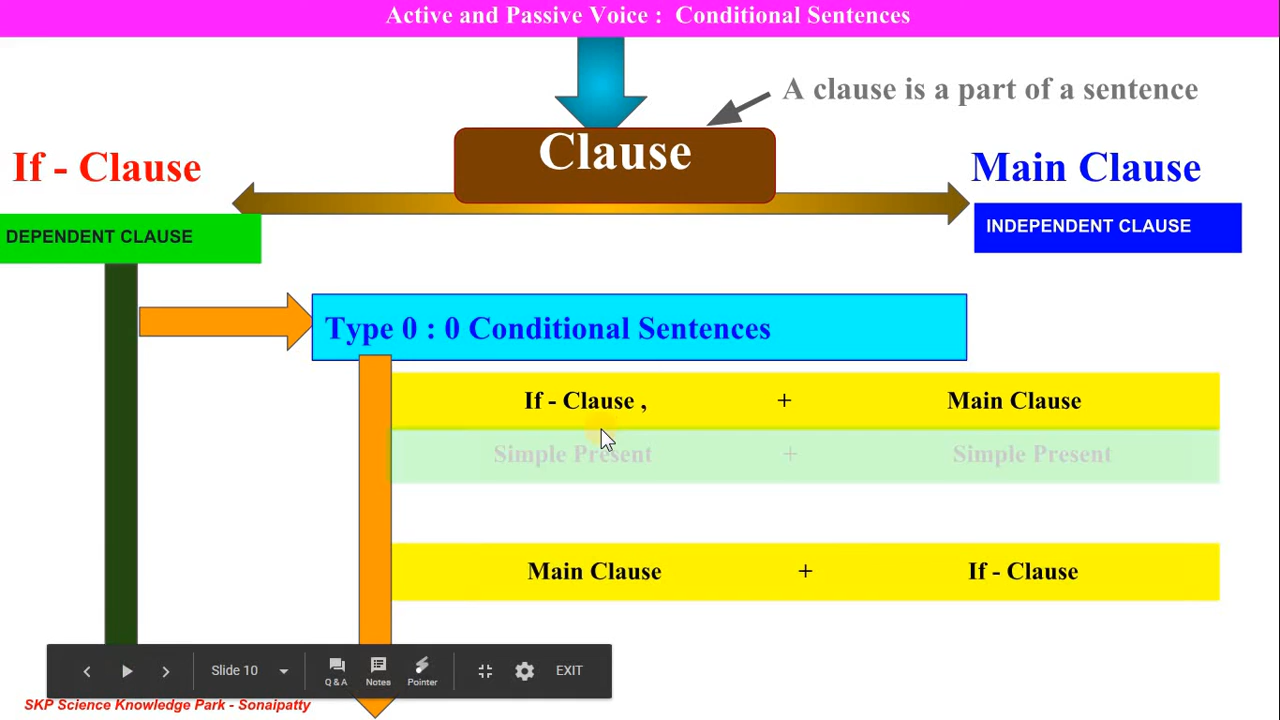 Active and Passive Voice : Conditional Sentences
A clause is a part of a sentence
Clause
If - Clause
Main Clause
DEPENDENT CLAUSE
INDEPENDENT CLAUSE
Type 0 : 0 Conditional Sentences
If - Clause , + Main Clause
Simple Present + Simple Present
Main Clause + If - Clause
Slide 10
Q & A Notes Pointer
EXIT
SKP Science Knowledge Park - Sonaipatty